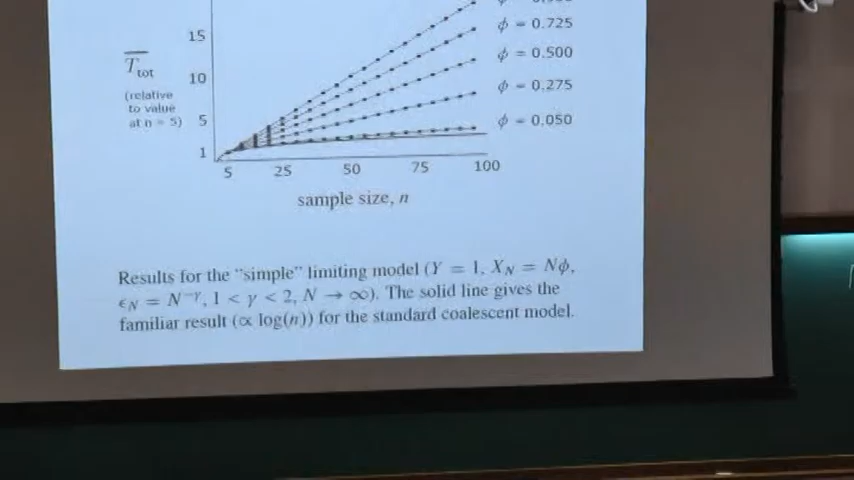 15
T̅tot
10
(relative
to value
at n = 5)
5
1
5 25 50 75 100
sample size, n
ϕ = 0.725
ϕ = 0.500
ϕ = 0.275
ϕ = 0.050
Results for the "simple" limiting model (Y = 1, X_N = Nϕ,
ϵ_N = N^−γ, 1 < γ < 2, N → ∞). The solid line gives the
familiar result (∝ log(n)) for the standard coalescent model.